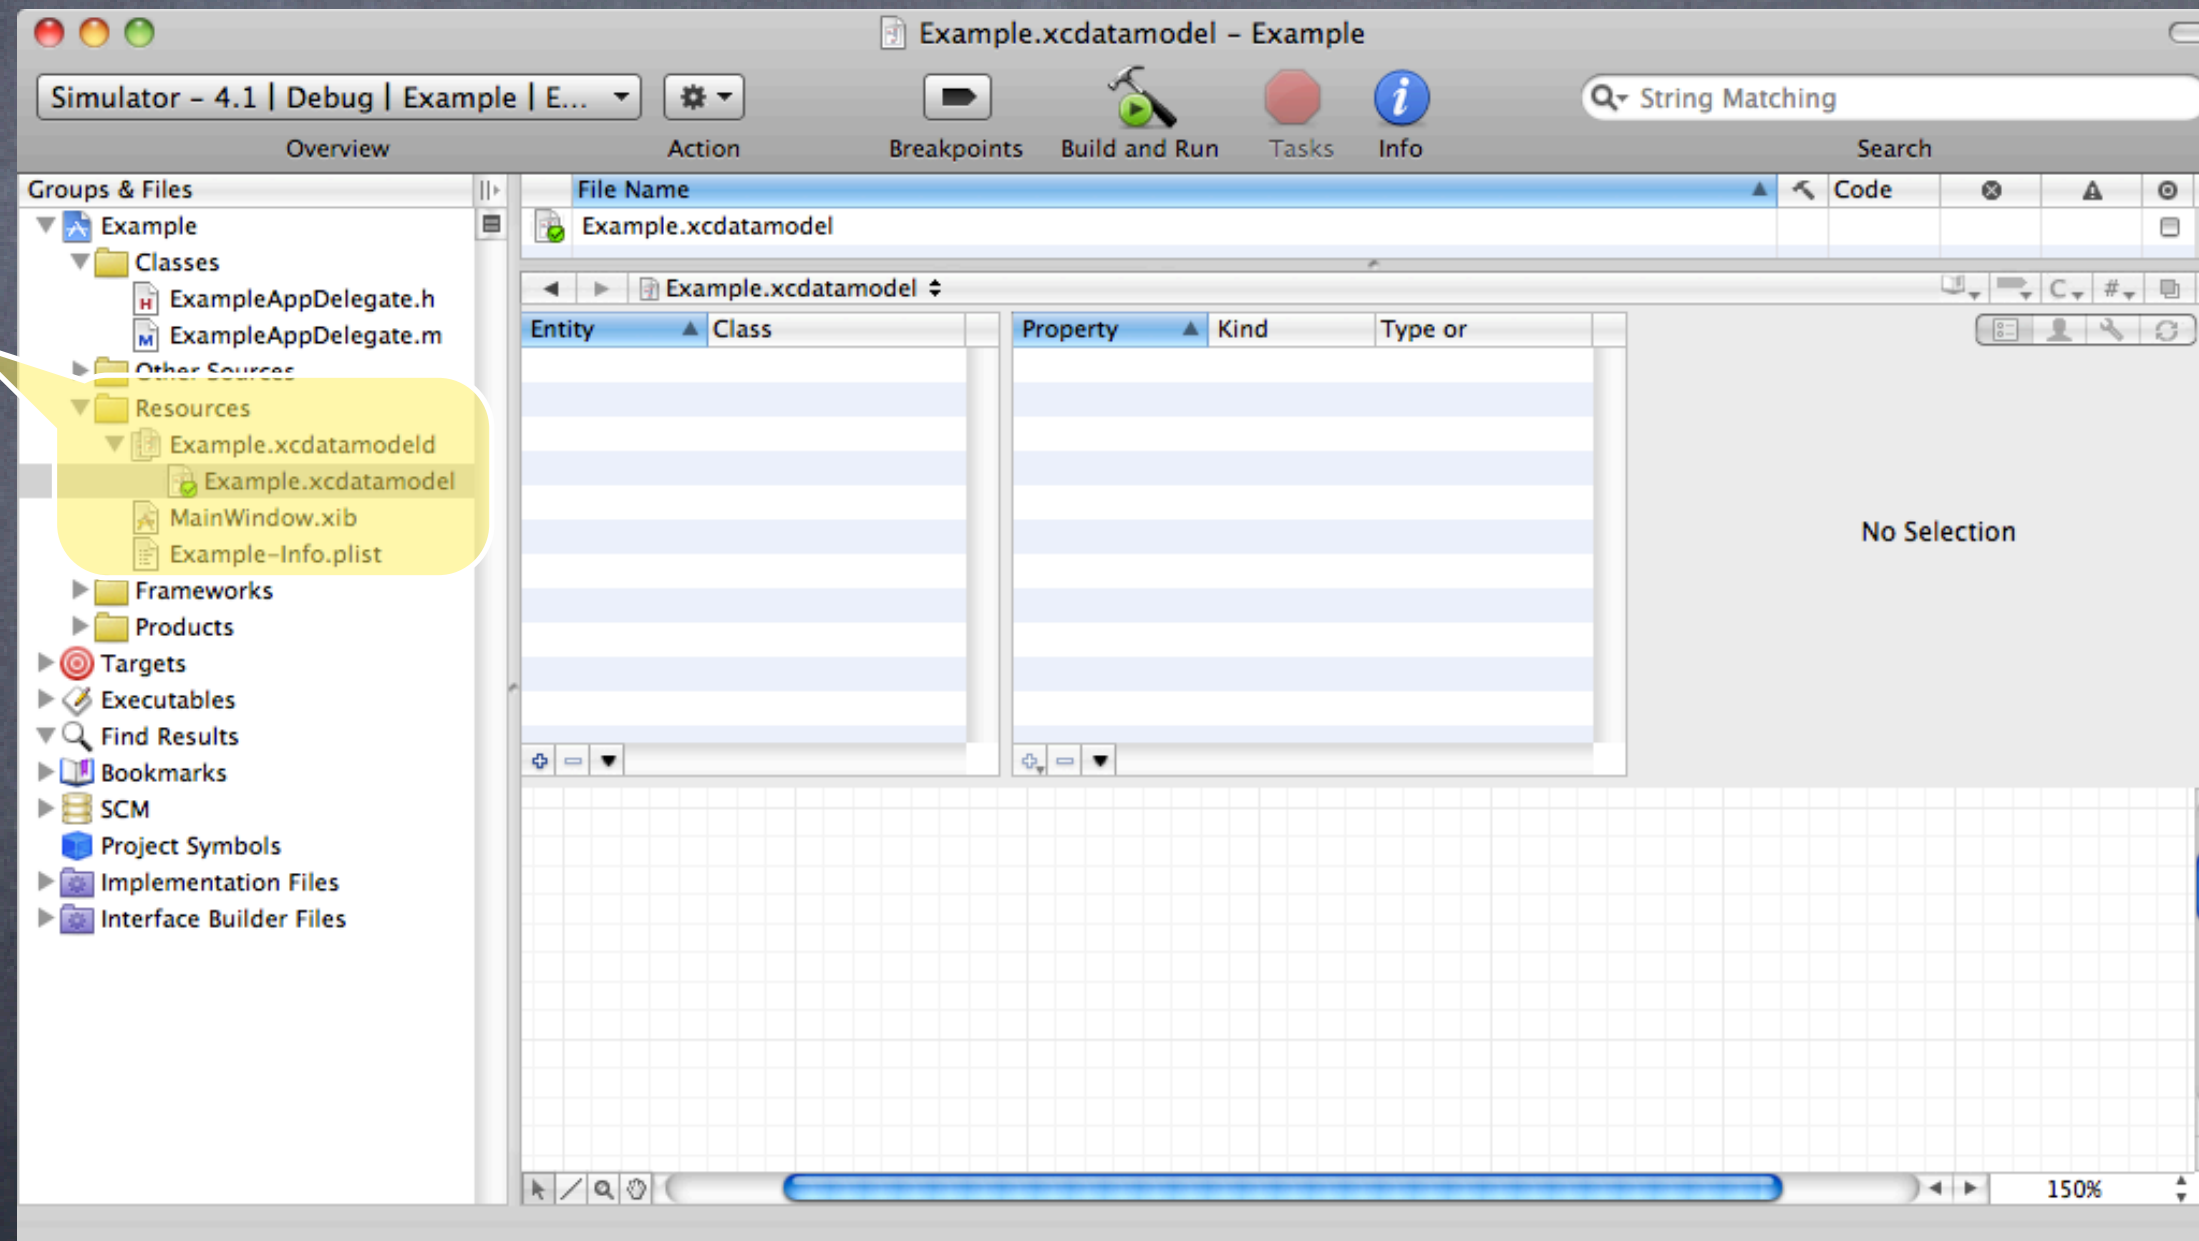 Example.xcdatamodel – Example
Simulator – 4.1 | Debug | Example | E...
String Matching
Overview
Action
Breakpoints
Build and Run
Tasks
Info
Search
Groups & Files
Example
Classes
ExampleAppDelegate.h
ExampleAppDelegate.m
Other Sources
Resources
Example.xcdatamodeld
Example.xcdatamodel
MainWindow.xib
Example-Info.plist
Frameworks
Products
Targets
Executables
Find Results
Bookmarks
SCM
Project Symbols
Implementation Files
Interface Builder Files
File Name
Code
Example.xcdatamodel
Example.xcdatamodel
C
#
Entity
Class
Property
Kind
Type or
No Selection
150%